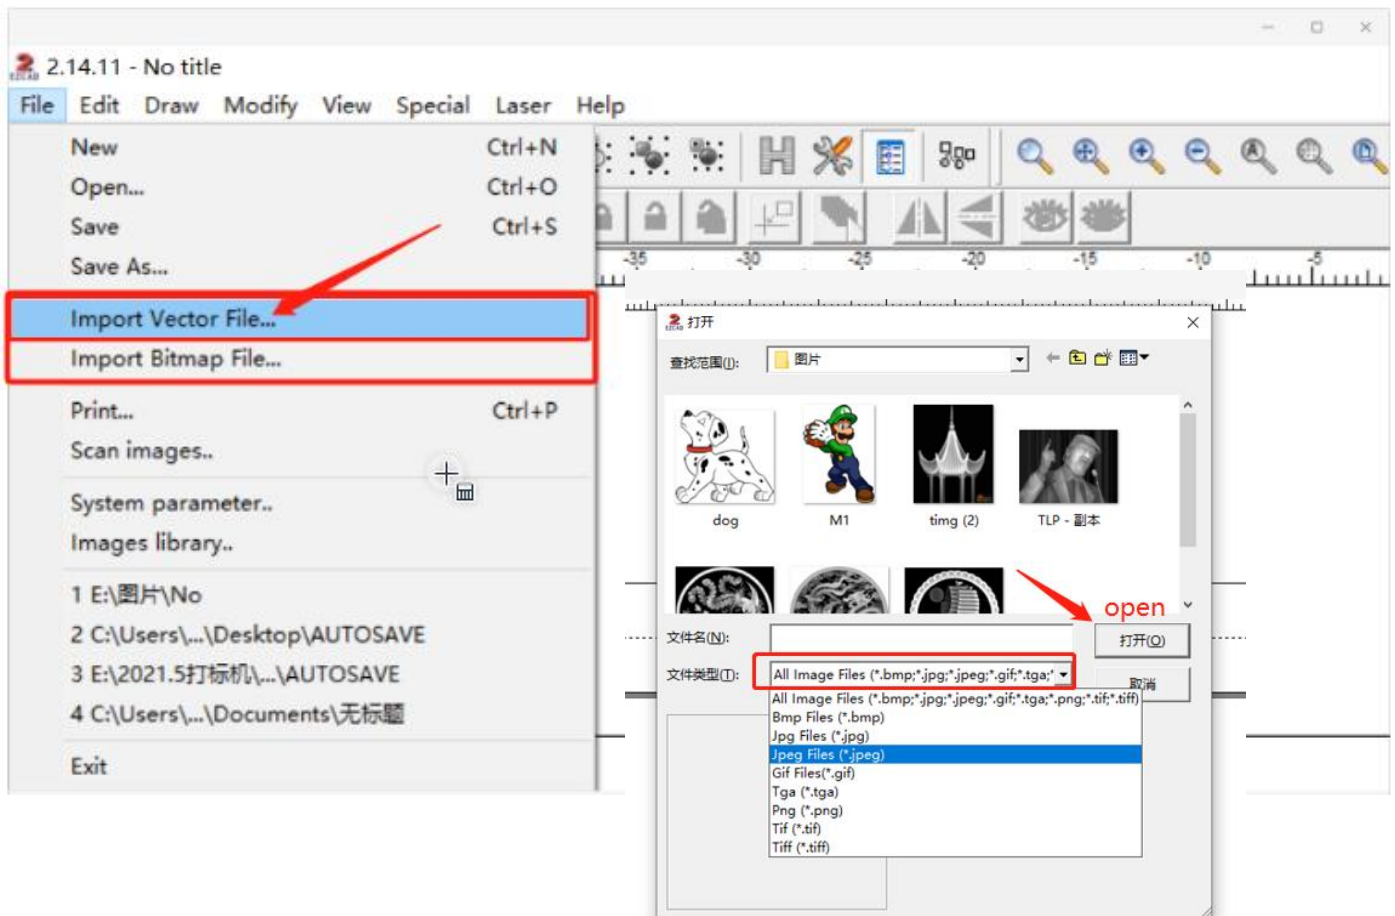 2.14.11 - No title
File Edit Draw Modify View Special Laser Help
New Ctrl+N
Open... Ctrl+O
Save Ctrl+S
Save As...
Import Vector File...
Import Bitmap File...
Print... Ctrl+P
Scan images..
System parameter..
Images library..
1 E:\图片\No
2 C:\Users\...\Desktop\AUTOSAVE
3 E:\2021.5打标机\...\AUTOSAVE
4 C:\Users\...\Documents\无标题
Exit
-35 -30 -25 -20 -15 -10 -5
打开
查找范围(I): 图片
dog M1 timg (2) TLP - 副本
open
文件名(N): 打开(O)
文件类型(T): All Image Files (*.bmp;*.jpg;*.jpeg;*.gif;*.tga;* 取消
All Image Files (*.bmp;*.jpg;*.jpeg;*.gif;*.tga;*.png;*.tif;*.tiff)
Bmp Files (*.bmp)
Jpg Files (*.jpg)
Jpeg Files (*.jpeg)
Gif Files(*.gif)
Tga (*.tga)
Png (*.png)
Tif (*.tif)
Tiff (*.tiff)